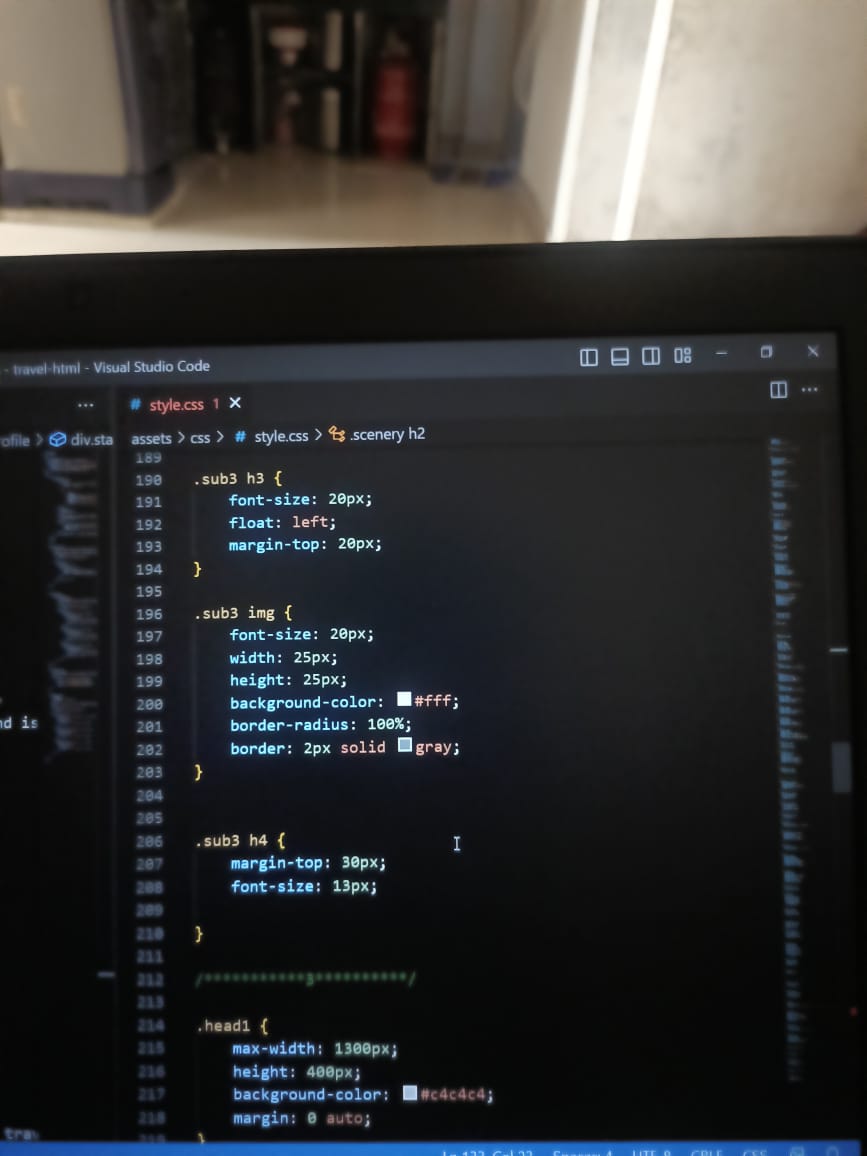 - travel-html - Visual Studio Code
...
# style.css 1 ×
...
ofile > div.sta
assets > css > # style.css > .scenery h2
189
190 .sub3 h3 {
191 font-size: 20px;
192 float: left;
193 margin-top: 20px;
194 }
195
196 .sub3 img {
197 font-size: 20px;
198 width: 25px;
199 height: 25px;
200 background-color: #fff;
nd is
201 border-radius: 100%;
202 border: 2px solid gray;
203 }
204
205
206 .sub3 h4 {
207 margin-top: 30px;
208 font-size: 13px;
209
210 }
211
212 /***********3**********/
213
214 .head1 {
215 max-width: 1300px;
216 height: 400px;
217 background-color: #c4c4c4;
218 margin: 0 auto;
219 }